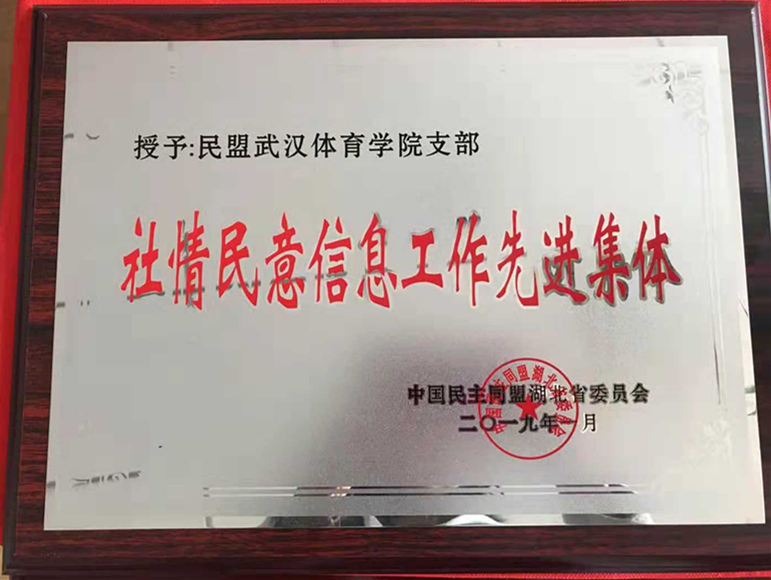 授予:民盟武汉体育学院支部
社情民意信息工作先进集体
中国民主同盟湖北省委员会
二〇一九年一月